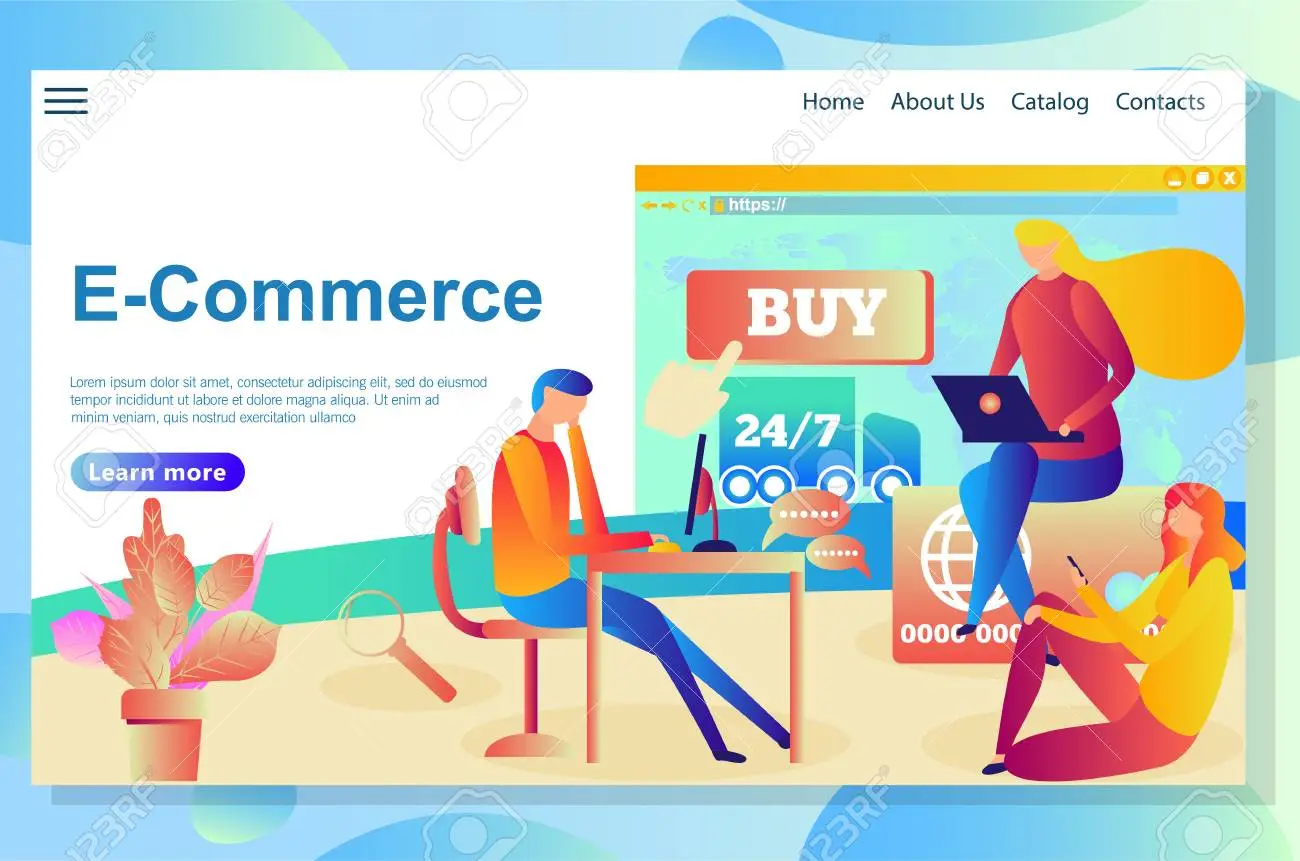 Home About Us Catalog Contacts
https://
E-Commerce
BUY
Lorem ipsum dolor sit amet, consectetur adipiscing elit, sed do eiusmod
tempor incididunt ut labore et dolore magna aliqua. Ut enim ad
minim veniam, quis nostrud exercitation ullamco
24/7
Learn more
0000
123RF